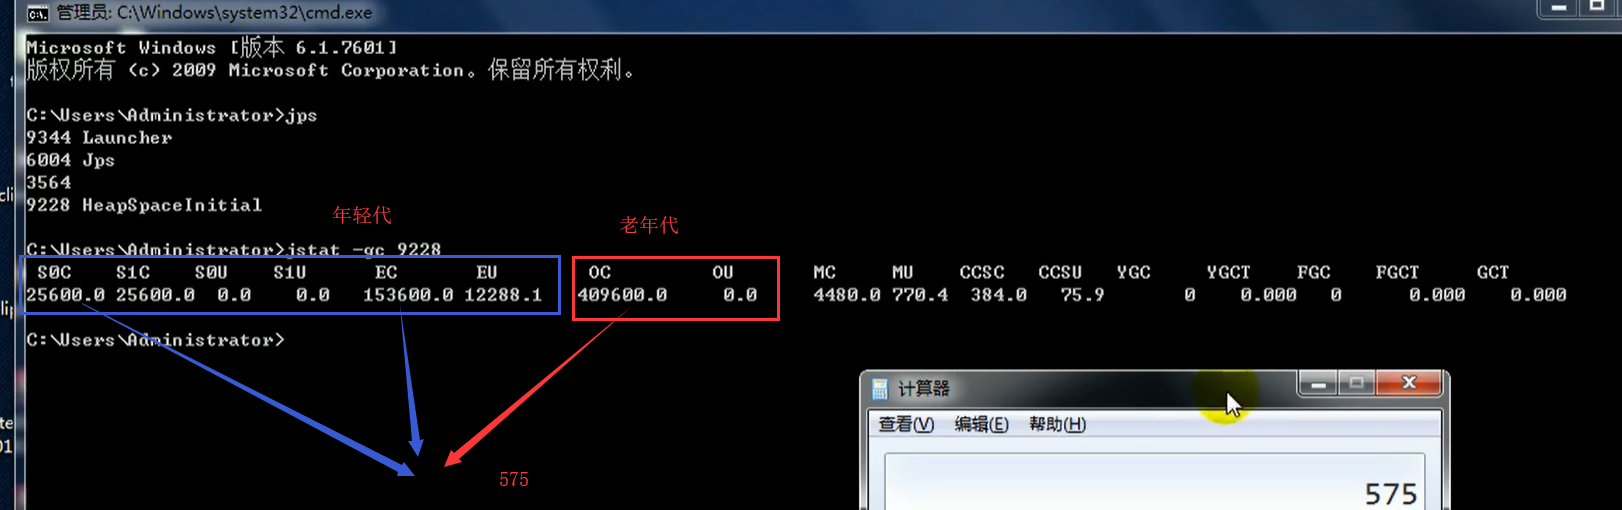 管理员: C:\Windows\system32\cmd.exe
Microsoft Windows [版本 6.1.7601]
版权所有 (c) 2009 Microsoft Corporation。保留所有权利。
C:\Users\Administrator>jps
9344 Launcher
6004 Jps
3564
9228 HeapSpaceInitial
年轻代
老年代
C:\Users\Administrator>jstat -gc 9228
S0C S1C S0U S1U EC EU OC OU MC MU CCSC CCSU YGC YGCT FGC FGCT GCT
25600.0 25600.0 0.0 0.0 153600.0 12288.1 409600.0 0.0 4480.0 770.4 384.0 75.9 0 0.000 0 0.000 0.000
C:\Users\Administrator>
计算器
查看(V) 编辑(E) 帮助(H)
575
575